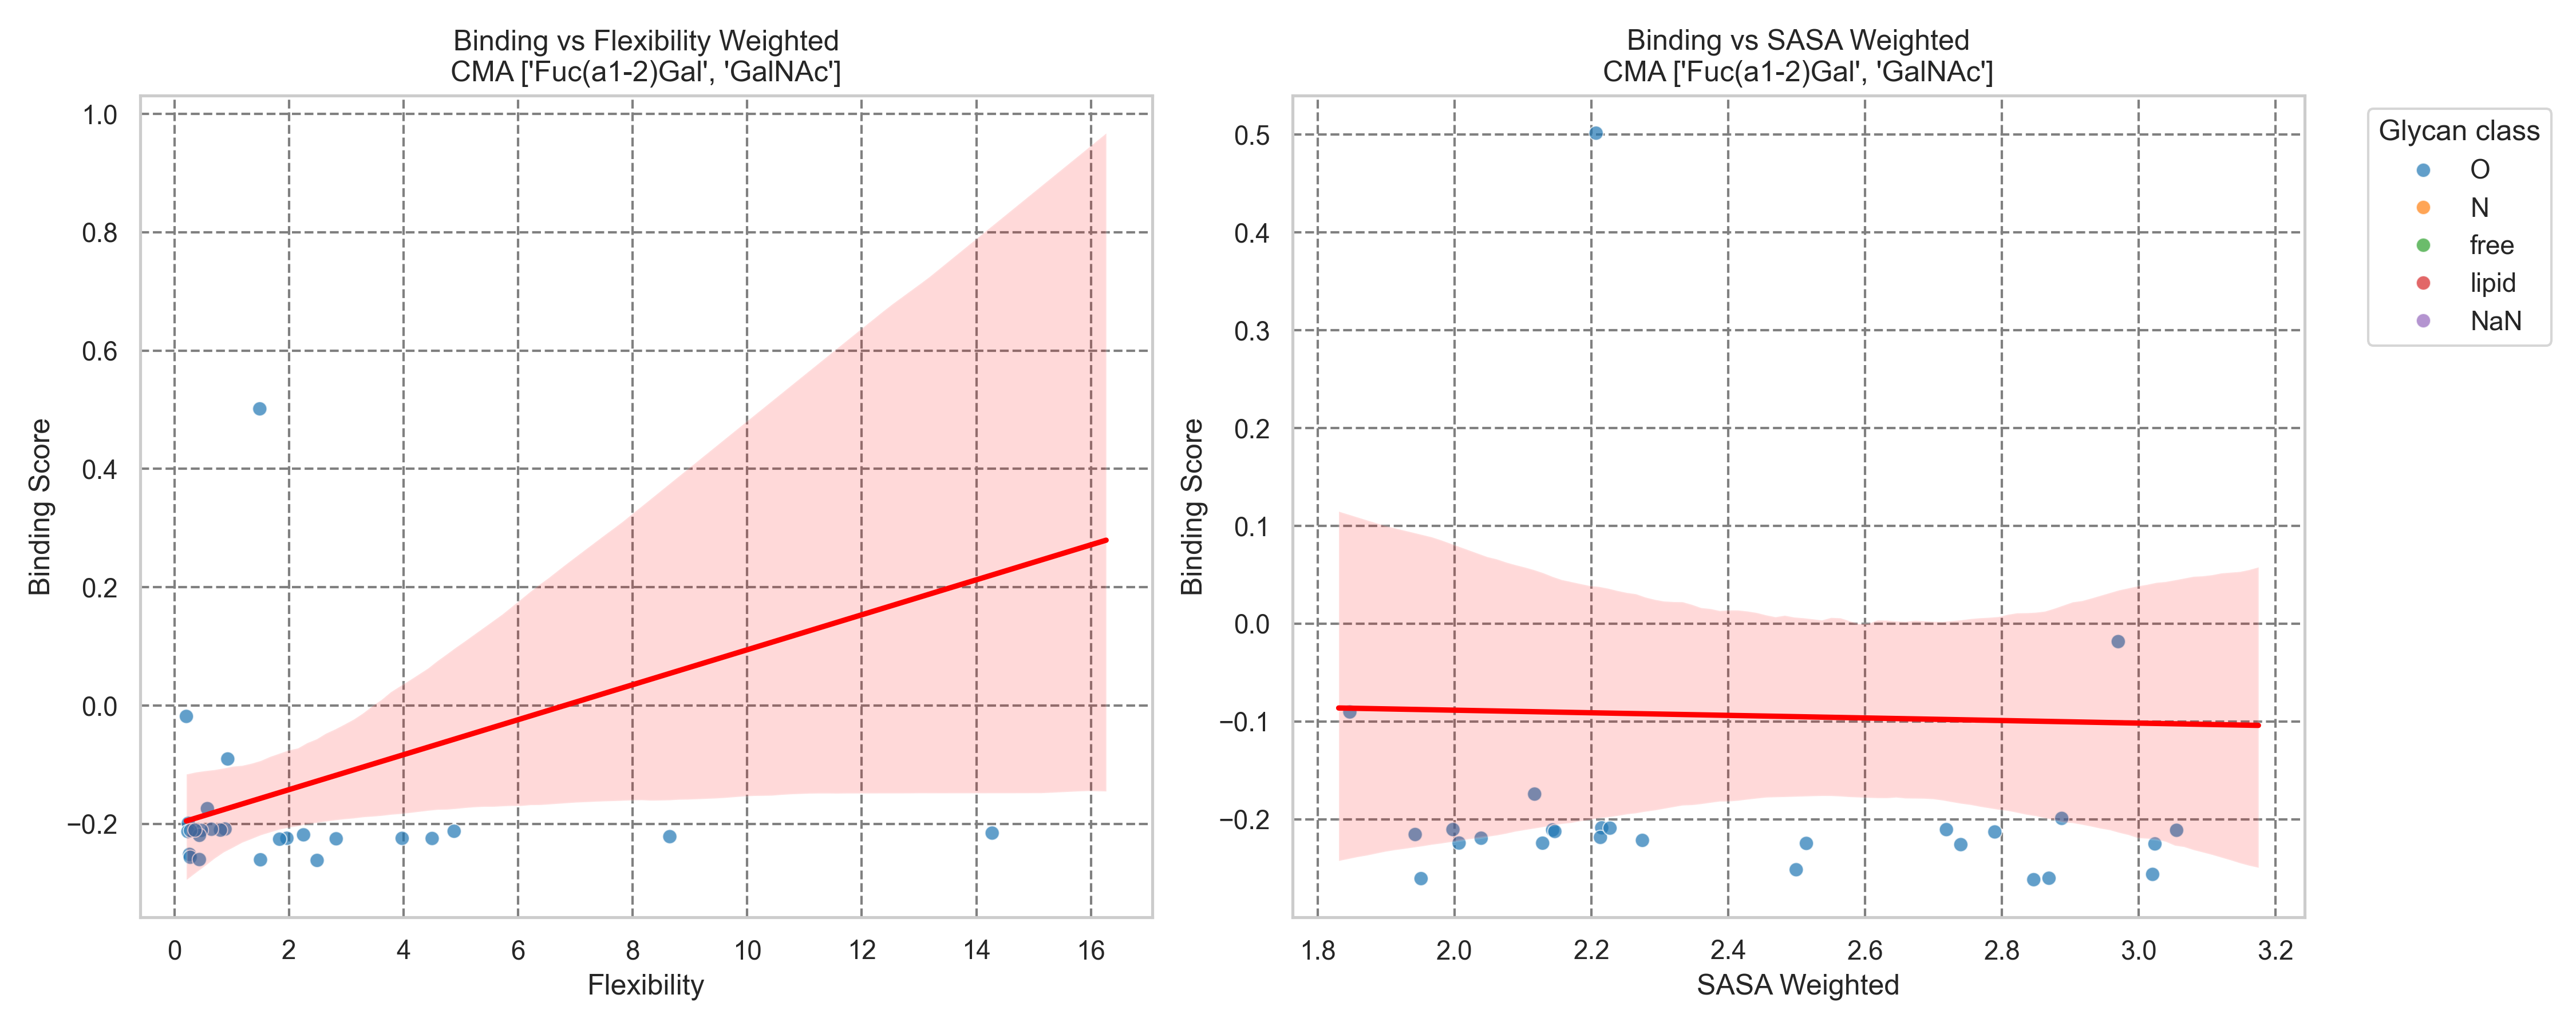 Binding vs Flexibility Weighted
CMA ['Fuc(a1-2)Gal', 'GalNAc']
1.0
0.8
0.6
0.4
0.2
0.0
−0.2
Binding Score
0 2 4 6 8 10 12 14 16
Flexibility
Binding vs SASA Weighted
CMA ['Fuc(a1-2)Gal', 'GalNAc']
0.5
0.4
0.3
0.2
0.1
0.0
−0.1
−0.2
Binding Score
1.8 2.0 2.2 2.4 2.6 2.8 3.0 3.2
SASA Weighted
Glycan class
O
N
free
lipid
NaN